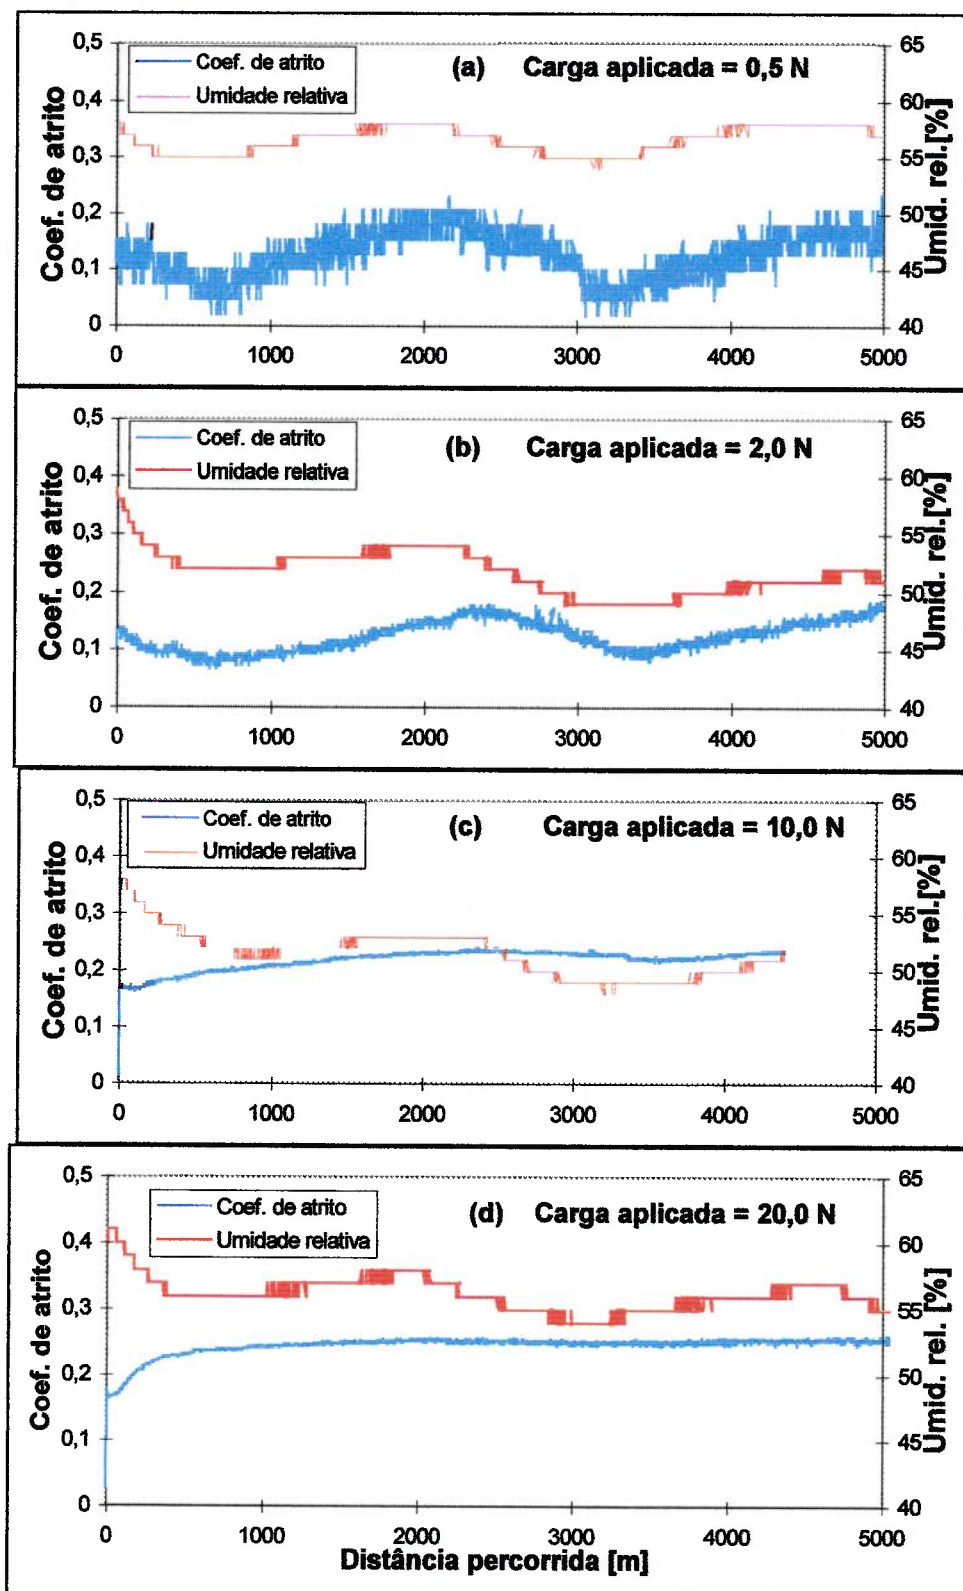 (a) Carga aplicada = 0,5 N
Coef. de atrito
Umidade relativa
Coef. de atrito
0,5
0,4
0,3
0,2
0,1
0
65
60
55
50
45
40
Umid. rel.[%]
0 1000 2000 3000 4000 5000
(b) Carga aplicada = 2,0 N
Coef. de atrito
Umidade relativa
Coef. de atrito
0,5
0,4
0,3
0,2
0,1
0
65
60
55
50
45
40
Umid. rel.[%]
0 1000 2000 3000 4000 5000
(c) Carga aplicada = 10,0 N
Coef. de atrito
Umidade relativa
Coef. de atrito
0,5
0,4
0,3
0,2
0,1
0
65
60
55
50
45
40
Umid. rel.[%]
0 1000 2000 3000 4000 5000
(d) Carga aplicada = 20,0 N
Coef. de atrito
Umidade relativa
Coef. de atrito
0,5
0,4
0,3
0,2
0,1
0
65
60
55
50
45
40
Umid. rel. [%]
0 1000 2000 3000 4000 5000
Distância percorrida [m]